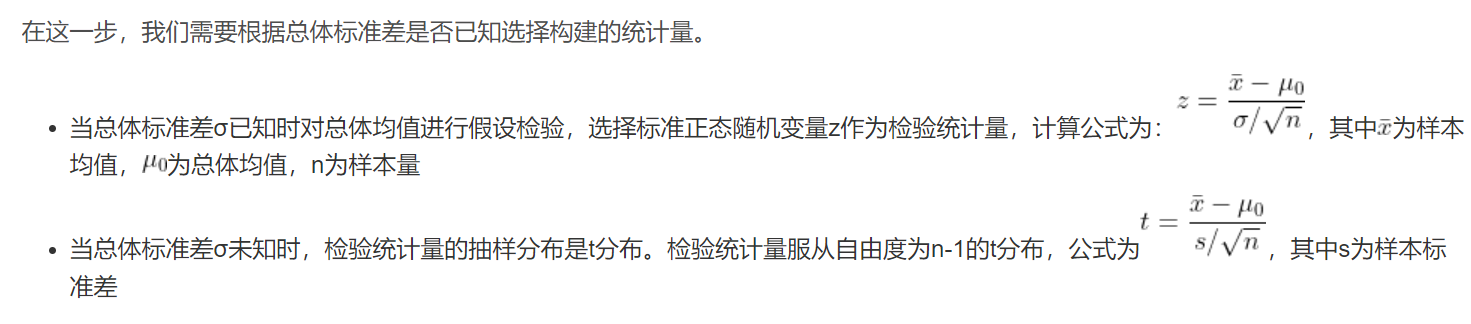 在这一步，我们需要根据总体标准差是否已知选择构建的统计量。
• 当总体标准差σ已知时对总体均值进行假设检验，选择标准正态随机变量z作为检验统计量，计算公式为：$z = \frac{\bar{x} - \mu_0}{\sigma/\sqrt{n}}$，其中$\bar{x}$为样本
均值，$\mu_0$为总体均值，n为样本量
• 当总体标准差σ未知时，检验统计量的抽样分布是t分布。检验统计量服从自由度为n-1的t分布，公式为$t = \frac{\bar{x} - \mu_0}{s/\sqrt{n}}$，其中s为样本标
准差